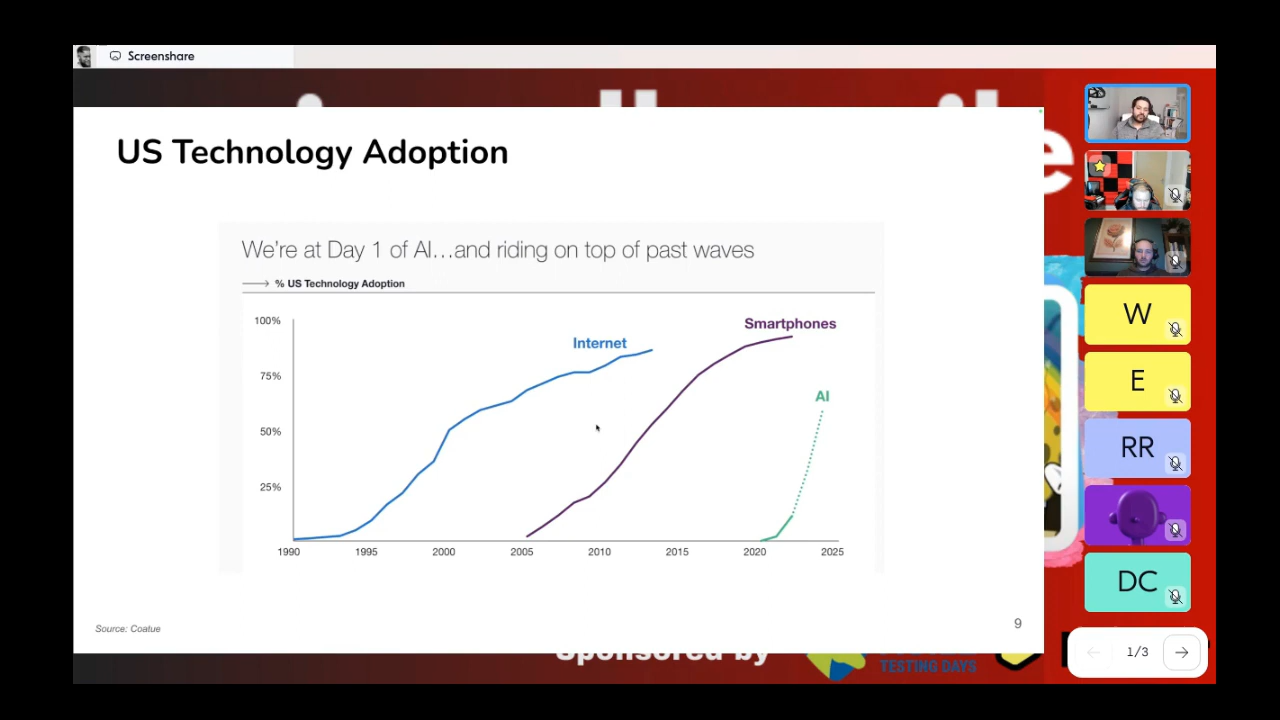 Screenshare
US Technology Adoption
We're at Day 1 of AI...and riding on top of past waves
% US Technology Adoption
100%
75%
50%
25%
Internet
Smartphones
AI
1990
1995
2000
2005
2010
2015
2020
2025
Source: Coatue
9
W
E
RR
DC
1/3
Sponsored by
TESTING DAYS